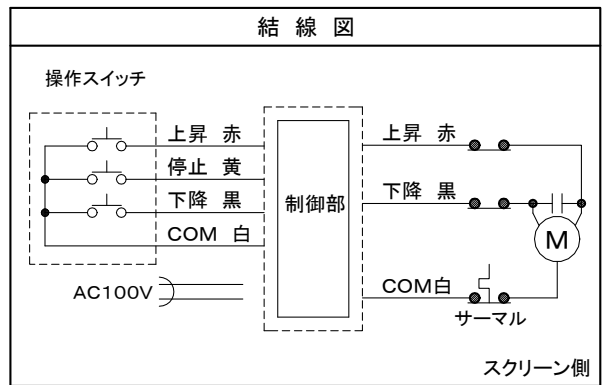 結線図
操作スイッチ
上昇 赤
停止 黄
下降 黒
COM 白
AC100V
制御部
上昇 赤
下降 黒
COM白
M
サーマル
スクリーン側